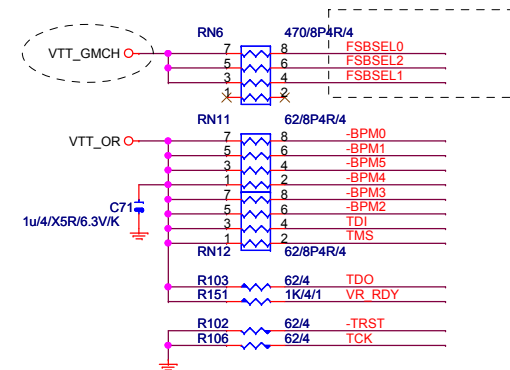 RN6 470/8P4R/4
VTT_GMCH 7 8 FSBSEL0
5 6 FSBSEL2
3 4 FSBSEL1
1 2
RN11 62/8P4R/4
VTT_OR 7 8 -BPM0
5 6 -BPM1
3 4 -BPM5
1 2 -BPM4
C71 7 8 -BPM3
1u/4/X5R/6.3V/K 5 6 -BPM2
3 4 TDI
1 2 TMS
RN12 62/8P4R/4
R103 62/4 TDO
R151 1K/4/1 VR_RDY
R102 62/4 -TRST
R106 62/4 TCK